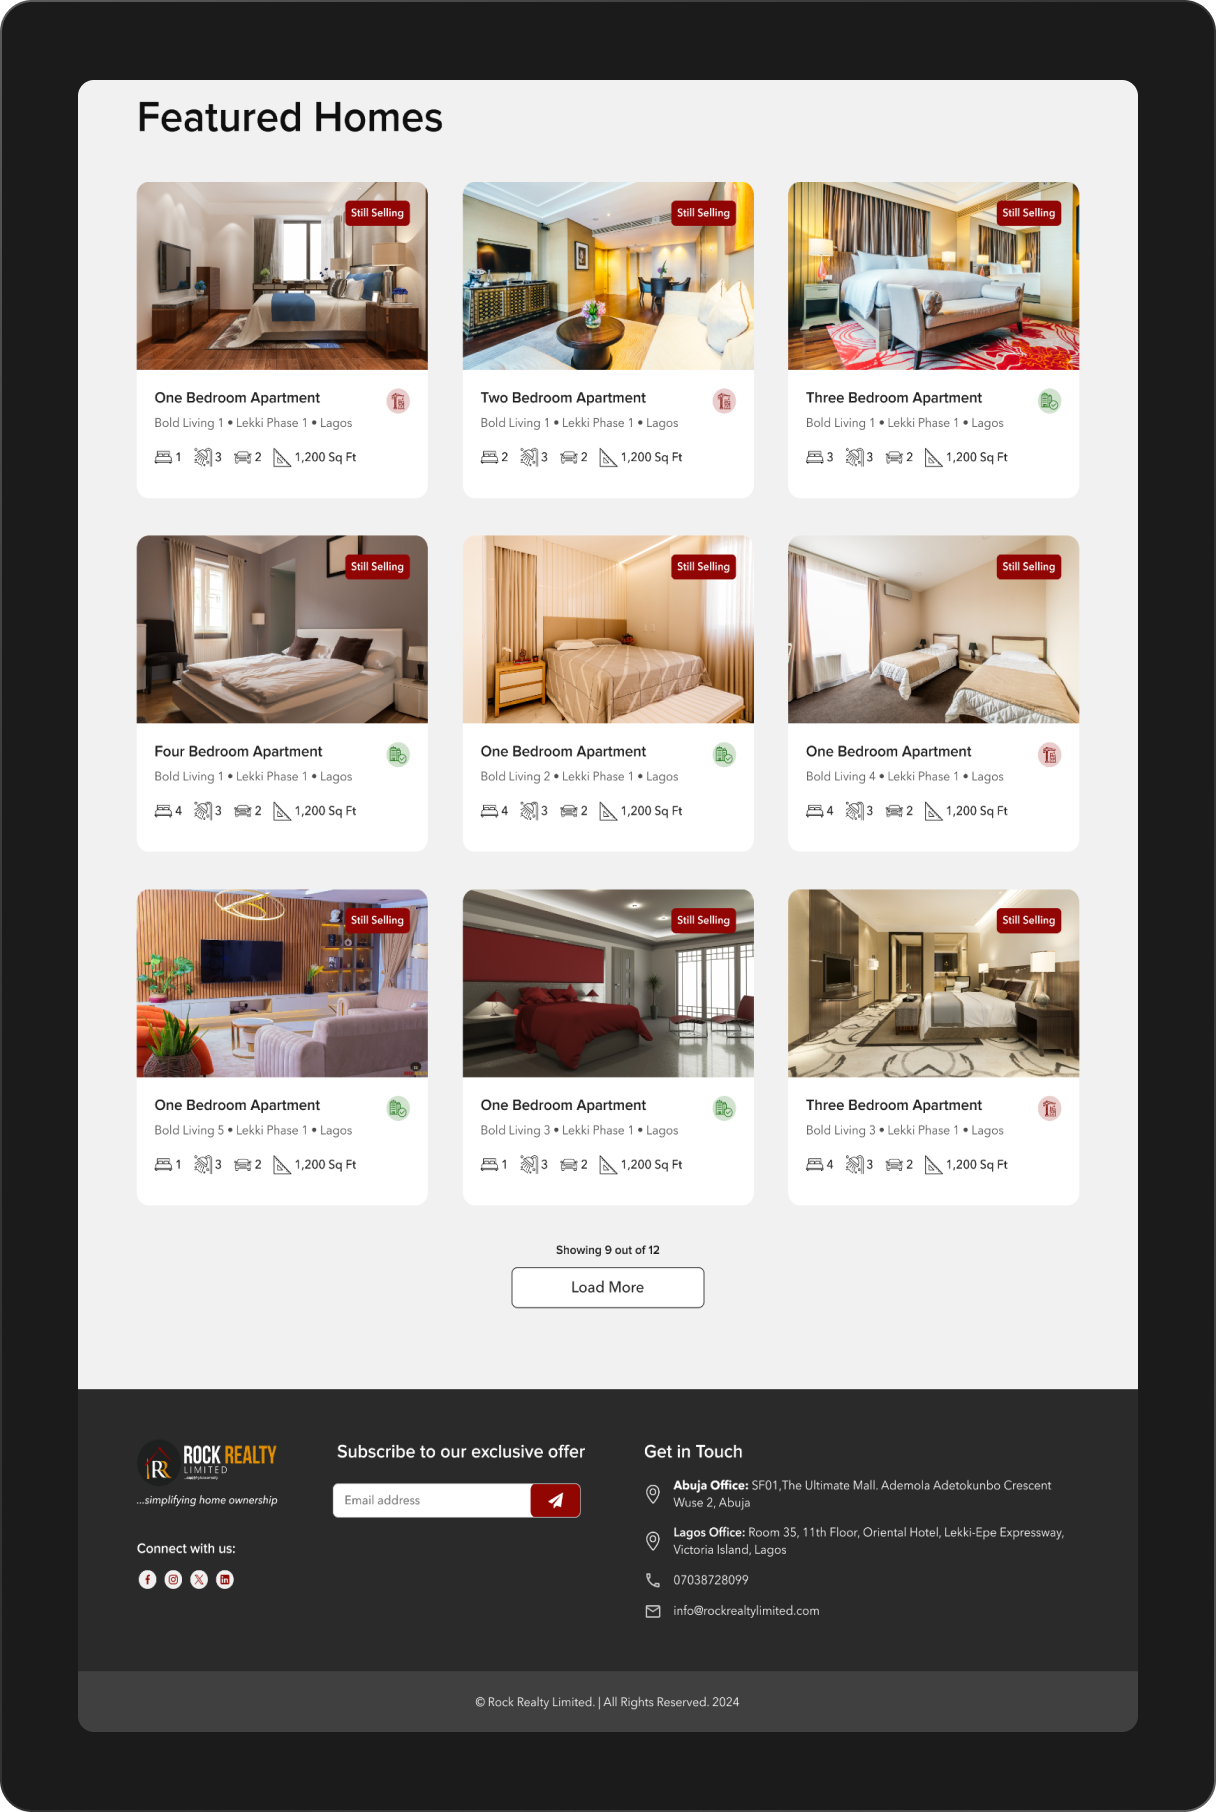 Featured Homes
Still Selling
Still Selling
Still Selling
One Bedroom Apartment
Bold Living 1 • Lekki Phase 1 • Lagos
1 3 2 1,200 Sq Ft
Two Bedroom Apartment
Bold Living 1 • Lekki Phase 1 • Lagos
2 3 2 1,200 Sq Ft
Three Bedroom Apartment
Bold Living 1 • Lekki Phase 1 • Lagos
3 3 2 1,200 Sq Ft
Still Selling
Still Selling
Still Selling
Four Bedroom Apartment
Bold Living 1 • Lekki Phase 1 • Lagos
4 3 2 1,200 Sq Ft
One Bedroom Apartment
Bold Living 2 • Lekki Phase 1 • Lagos
4 3 2 1,200 Sq Ft
One Bedroom Apartment
Bold Living 4 • Lekki Phase 1 • Lagos
4 3 2 1,200 Sq Ft
Still Selling
Still Selling
Still Selling
One Bedroom Apartment
Bold Living 5 • Lekki Phase 1 • Lagos
1 3 2 1,200 Sq Ft
One Bedroom Apartment
Bold Living 3 • Lekki Phase 1 • Lagos
1 3 2 1,200 Sq Ft
Three Bedroom Apartment
Bold Living 3 • Lekki Phase 1 • Lagos
4 3 2 1,200 Sq Ft
Showing 9 out of 12
Load More
ROCK REALTY
LIMITED
...simplifying home ownership
Connect with us:
Subscribe to our exclusive offer
Email address
Get in Touch
Abuja Office: SF01,The Ultimate Mall. Ademola Adetokunbo Crescent
Wuse 2, Abuja
Lagos Office: Room 35, 11th Floor, Oriental Hotel, Lekki-Epe Expressway,
Victoria Island, Lagos
07038728099
info@rockrealtylimited.com
© Rock Realty Limited. | All Rights Reserved. 2024